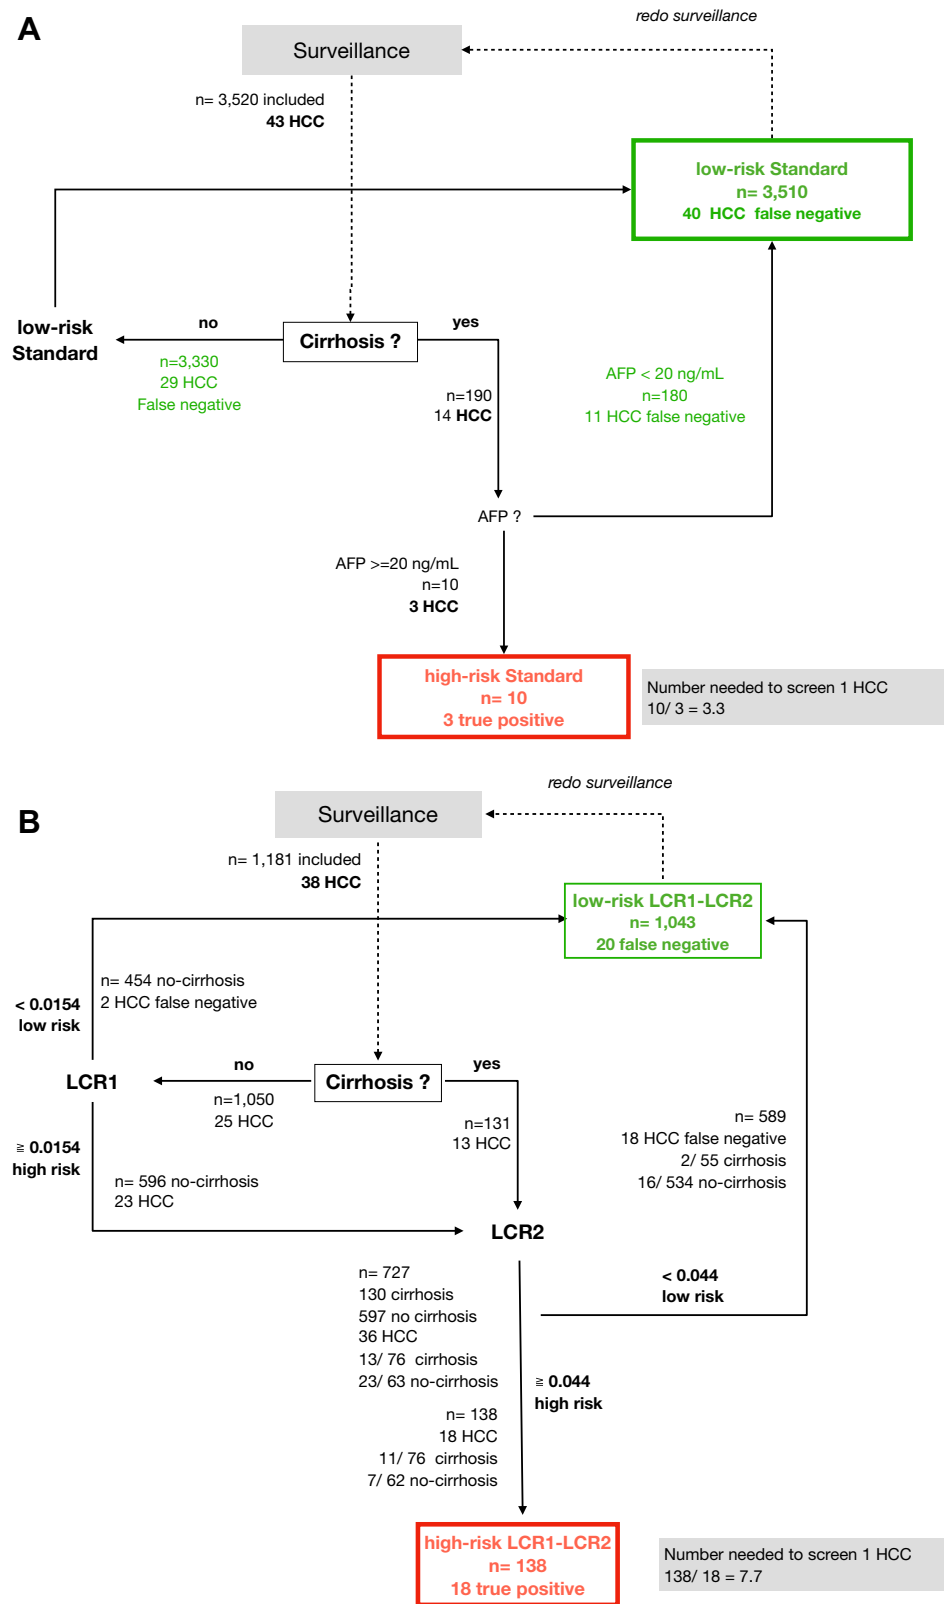 A
redo surveillance
Surveillance
n= 3,520 included
43 HCC
low-risk Standard
n= 3,510
40 HCC false negative
low-risk
Standard
no
Cirrhosis ?
yes
n=3,330
29 HCC
False negative
n=190
14 HCC
AFP < 20 ng/mL
n=180
11 HCC false negative
AFP ?
AFP >=20 ng/mL
n=10
3 HCC
high-risk Standard
n= 10
3 true positive
Number needed to screen 1 HCC
10/ 3 = 3.3
redo surveillance
B
Surveillance
n= 1,181 included
38 HCC
low-risk LCR1-LCR2
n= 1,043
20 false negative
n= 454 no-cirrhosis
2 HCC false negative
< 0.0154
low risk
LCR1
no
Cirrhosis ?
yes
n=1,050
25 HCC
n=131
13 HCC
n= 589
18 HCC false negative
2/ 55 cirrhosis
16/ 534 no-cirrhosis
≧ 0.0154
high risk
n= 596 no-cirrhosis
23 HCC
LCR2
n= 727
130 cirrhosis
597 no cirrhosis
36 HCC
13/ 76 cirrhosis
23/ 63 no-cirrhosis
< 0.044
low risk
≧ 0.044
high risk
n= 138
18 HCC
11/ 76 cirrhosis
7/ 62 no-cirrhosis
high-risk LCR1-LCR2
n= 138
18 true positive
Number needed to screen 1 HCC
138/ 18 = 7.7